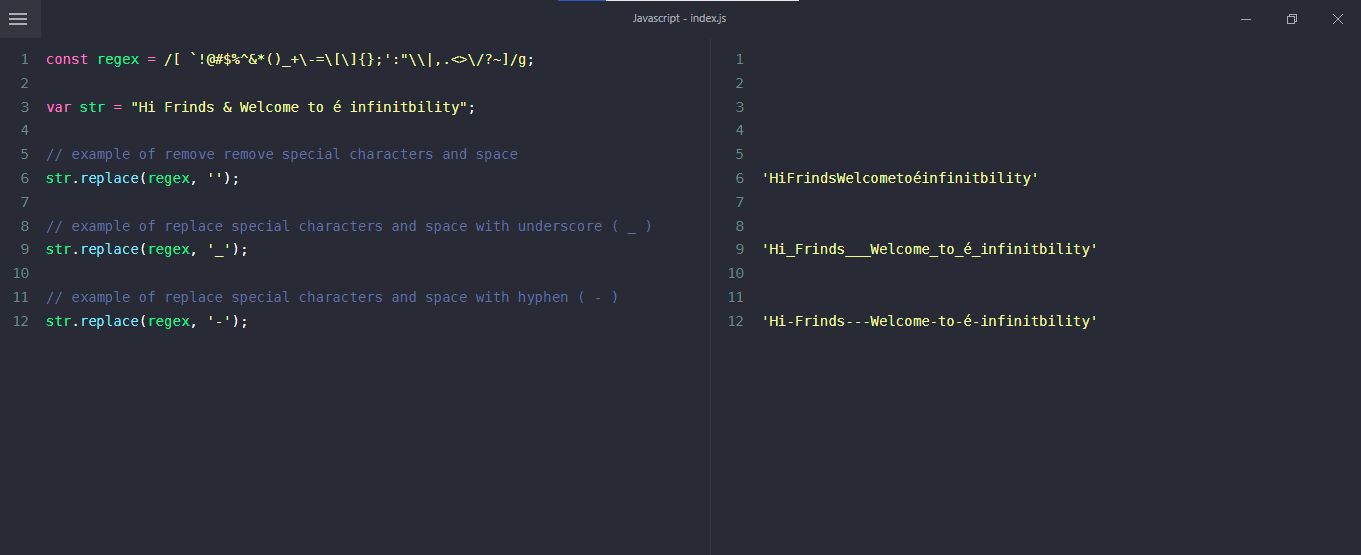 Javascript - index.js
1 const regex = /[ `!@#$%^&*()_+\-=\[\]{};':"\\|,.<>\/?~]/g;
2
3 var str = "Hi Frinds & Welcome to é infinitbility";
4
5 // example of remove remove special characters and space
6 str.replace(regex, '');
7
8 // example of replace special characters and space with underscore ( _ )
9 str.replace(regex, '_');
10
11 // example of replace special characters and space with hyphen ( - )
12 str.replace(regex, '-');
1
2
3
4
5
6 'HiFrindsWelcometoéinfinitbility'
7
8
9 'Hi_Frinds___Welcome_to_é_infinitbility'
10
11
12 'Hi-Frinds---Welcome-to-é-infinitbility'